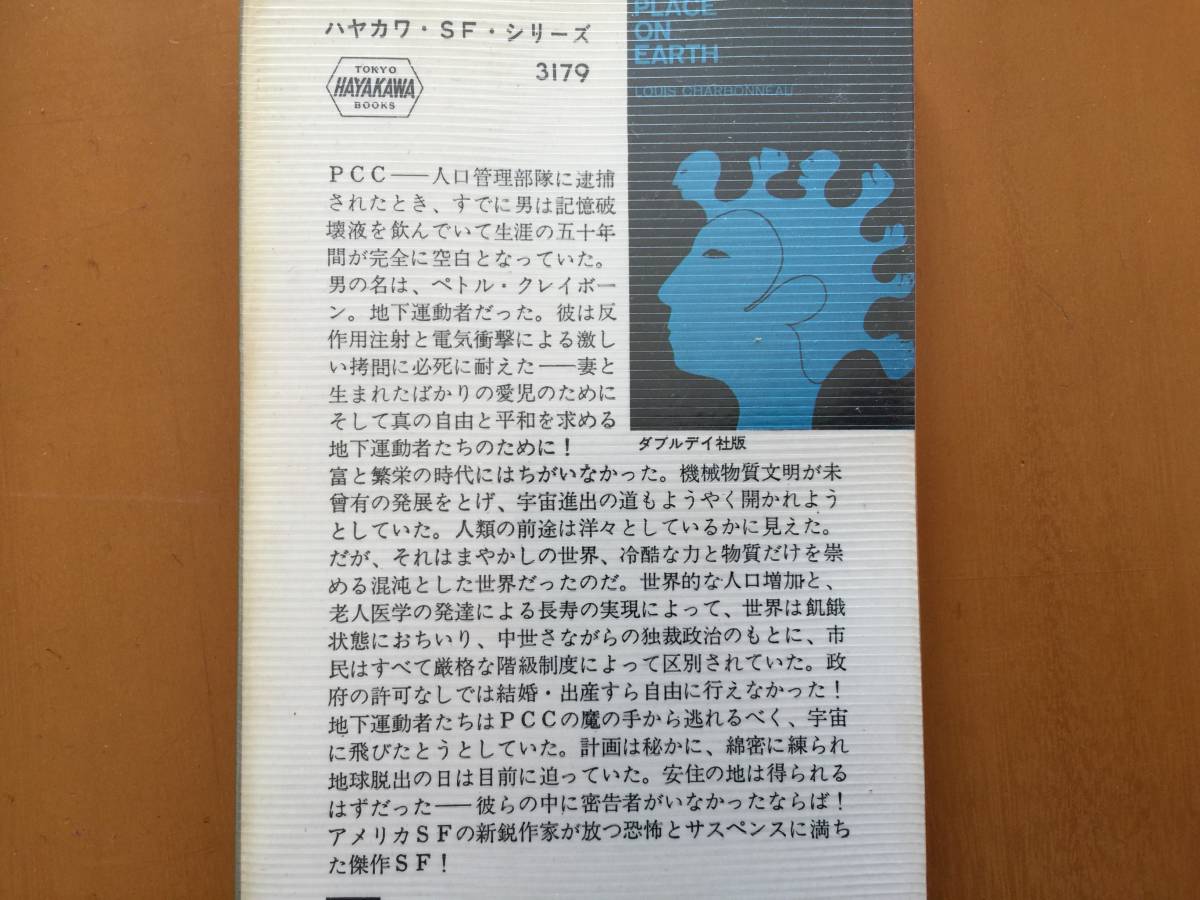 ハヤカワ・SF・シリーズ
3179
TOKYO
HAYAKAWA
BOOKS
PLACE
ON
EARTH
LOUIS CHARBONNEAU
PCC——人口管理部隊に逮捕
されたとき、すでに男は記憶破
壊液を飲んでいて生涯の五十年
間が完全に空白となっていた。
男の名は、ペトル・クレイボー
ン。地下運動者だった。彼は反
作用注射と電気衝撃による激し
い拷問に必死に耐えた——妻と
生まれたばかりの愛児のために
そして真の自由と平和を求める
地下運動者たちのために！
ダブルデイ社版
富と繁栄の時代にはちがいなかった。機械物質文明が未
曾有の発展をとげ、宇宙進出の道もようやく開かれよう
としていた。人類の前途は洋々としているかに見えた。
だが、それはまやかしの世界、冷酷な力と物質だけを崇
める混沌とした世界だったのだ。世界的な人口増加と、
老人医学の発達による長寿の実現によって、世界は飢餓
状態におちいり、中世さながらの独裁政治のもとに、市
民はすべて厳格な階級制度によって区別されていた。政
府の許可なしでは結婚・出産すら自由に行えなかった！
地下運動者たちはPCCの魔の手から逃れるべく、宇宙
に飛びたとうとしていた。計画は秘かに、綿密に練られ
地球脱出の日は目前に迫っていた。安住の地は得られる
はずだった——彼らの中に密告者がいなかったならば！
アメリカSFの新鋭作家が放つ恐怖とサスペンスに満ち
た傑作SF！